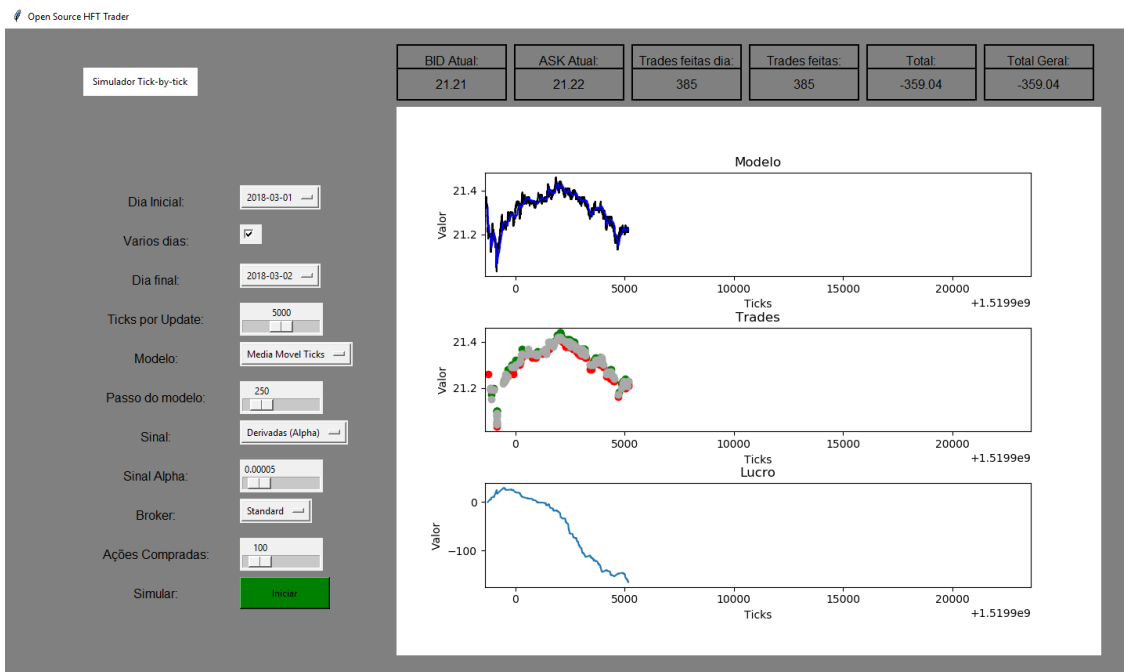 Open Source HFT Trader
Simulador Tick-by-tick
BID Atual: ASK Atual: Trades feitas dia: Trades feitas: Total: Total Geral:
21.21 21.22 385 385 -359.04 -359.04
Dia Inicial: 2018-03-01
Varios dias:
Dia final: 2018-03-02
Ticks por Update: 5000
Modelo: Media Movel Ticks
Passo do modelo: 250
Sinal: Derivadas (Alpha)
Sinal Alpha: 0.00005
Broker: Standard
Ações Compradas: 100
Simular: Iniciar
Modelo
Valor
21.4
21.2
0 5000 10000 15000 20000
Ticks
+1.5199e9
Trades
Valor
21.4
21.2
0 5000 10000 15000 20000
Ticks
+1.5199e9
Lucro
Valor
0
−100
0 5000 10000 15000 20000
Ticks
+1.5199e9